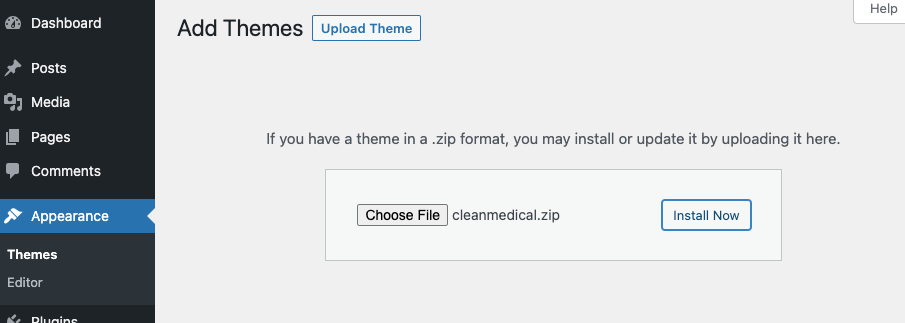 Dashboard
Posts
Media
Pages
Comments
Appearance
Themes
Editor
Plugins
Help
Add Themes Upload Theme
If you have a theme in a .zip format, you may install or update it by uploading it here.
Choose File cleanmedical.zip Install Now